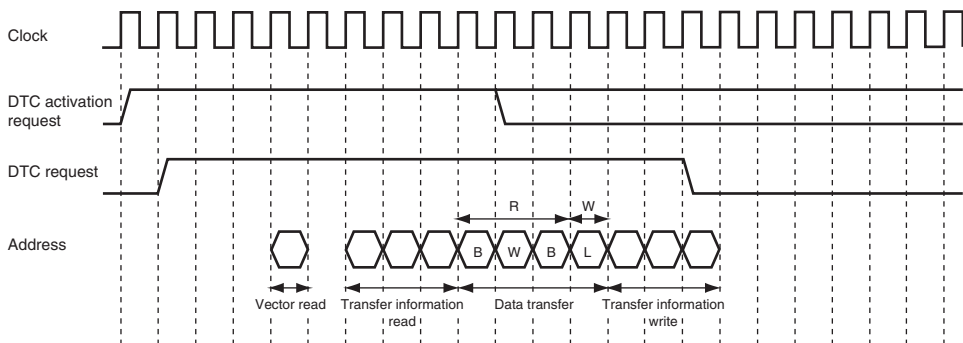 Clock
DTC activation
request
DTC request
R
W
Address
B
W
B
L
Vector read
Transfer information
read
Data transfer
Transfer information
write